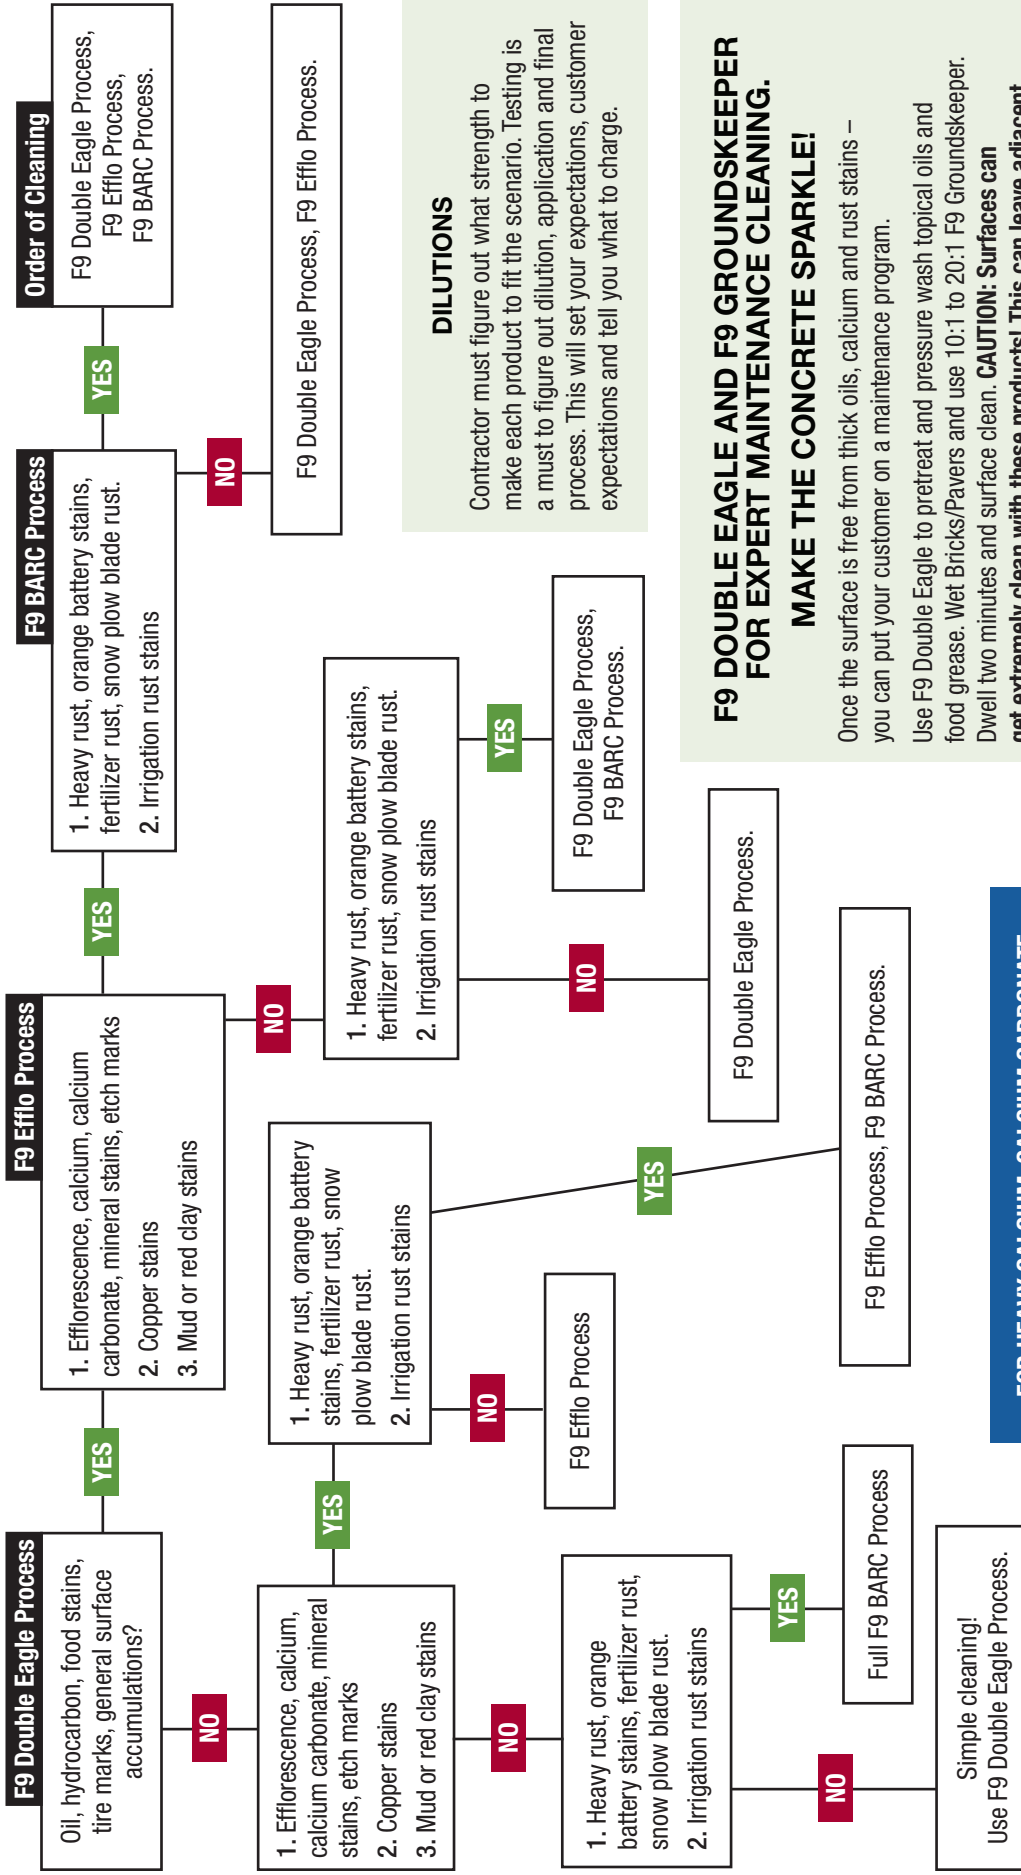 F9 Double Eagle Process
Oil, hydrocarbon, food stains,
tire marks, general surface
accumulations?
YES
F9 Efflo Process
1. Efflorescence, calcium, calcium
carbonate, mineral stains, etch marks
2. Copper stains
3. Mud or red clay stains
YES
F9 BARC Process
1. Heavy rust, orange battery stains,
fertilizer rust, snow plow blade rust.
2. Irrigation rust stains
YES
Order of Cleaning
F9 Double Eagle Process,
F9 Efflo Process,
F9 BARC Process.
NO
F9 Double Eagle Process, F9 Efflo Process.
NO
1. Heavy rust, orange battery stains,
fertilizer rust, snow plow blade rust.
2. Irrigation rust stains
YES
F9 Double Eagle Process,
F9 BARC Process.
NO
F9 Double Eagle Process.
NO
1. Efflorescence, calcium,
calcium carbonate, mineral
stains, etch marks
2. Copper stains
3. Mud or red clay stains
YES
1. Heavy rust, orange battery
stains, fertilizer rust, snow
plow blade rust.
2. Irrigation rust stains
NO
F9 Efflo Process
YES
F9 Efflo Process, F9 BARC Process.
NO
1. Heavy rust, orange
battery stains, fertilizer rust,
snow plow blade rust.
2. Irrigation rust stains
YES
Full F9 BARC Process
NO
Simple cleaning!
Use F9 Double Eagle Process.
DILUTIONS
Contractor must figure out what strength to
make each product to fit the scenario. Testing is
a must to figure out dilution, application and final
process. This will set your expectations, customer
expectations and tell you what to charge.
F9 DOUBLE EAGLE AND F9 GROUNDSKEEPER
FOR EXPERT MAINTENANCE CLEANING.
MAKE THE CONCRETE SPARKLE!
Once the surface is free from thick oils, calcium and rust stains –
you can put your customer on a maintenance program.
Use F9 Double Eagle to pretreat and pressure wash topical oils and
food grease. Wet Bricks/Pavers and use 10:1 to 20:1 F9 Groundskeeper.
Dwell two minutes and surface clean. CAUTION: Surfaces can
get extremely clean with these products! This can leave adjacent
FOR HEAVY CALCIUM CALCIUM CARBONATE